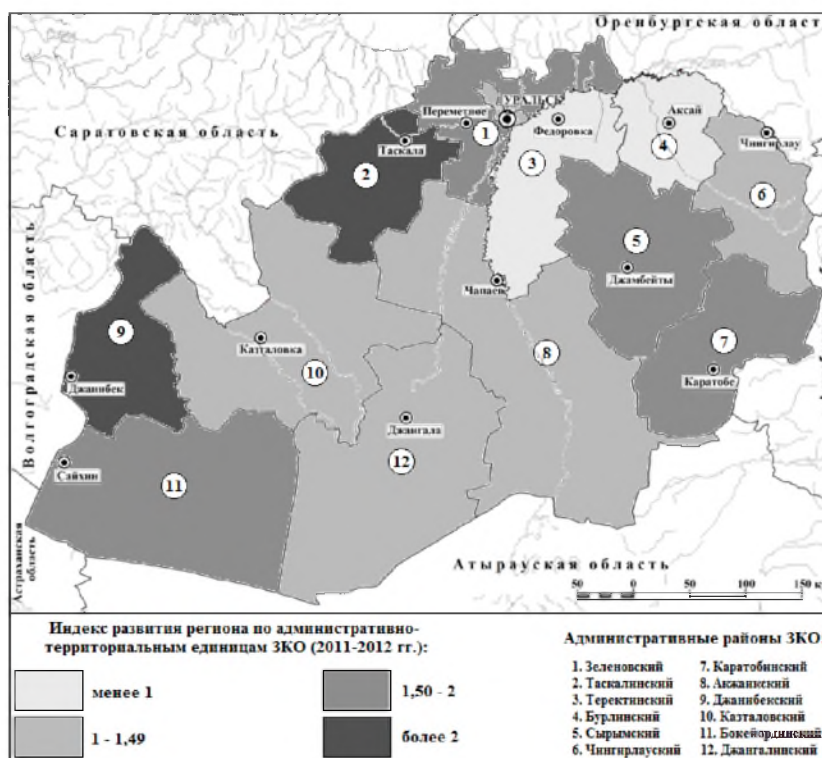 Оренбургская област
Саратовская область
УРАЛЬСК
Переметное
1
Федоровка
Аксай
4
Чингирлау
Таскала
2
3
6
5
Джамбейты
Волгоградская область
Чапаев
9
Казталовка
10
8
7
Каратобе
Джанибек
Джангала
12
Сайхин
11
Астраханская
область
Атырауская область
50 0 50 100 150 к
Индекс развития региона по административно-
территориальным единицам ЗКО (2011-2012 гг.):
менее 1
1,50 - 2
1 - 1,49
более 2
Административные районы ЗКО
1. Зеленовский
2. Таскалинский
3. Теректинский
4. Бурлинский
5. Сырымский
6. Чингирлауский
7. Каратобинский
8. Акжаикский
9. Джанибекский
10. Казталовский
11. Бокейординский
12. Джангалинский